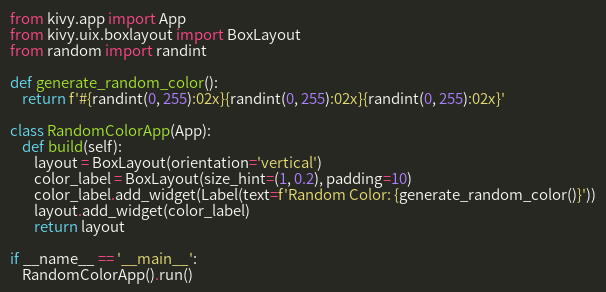 from kivy.app import App
from kivy.uix.boxlayout import BoxLayout
from random import randint

def generate_random_color():
    return f'#{randint(0, 255):02x}{randint(0, 255):02x}{randint(0, 255):02x}'

class RandomColorApp(App):
    def build(self):
        layout = BoxLayout(orientation='vertical')
        color_label = BoxLayout(size_hint=(1, 0.2), padding=10)
        color_label.add_widget(Label(text=f'Random Color: {generate_random_color()}'))
        layout.add_widget(color_label)
        return layout

if __name__ == '__main__':
    RandomColorApp().run()